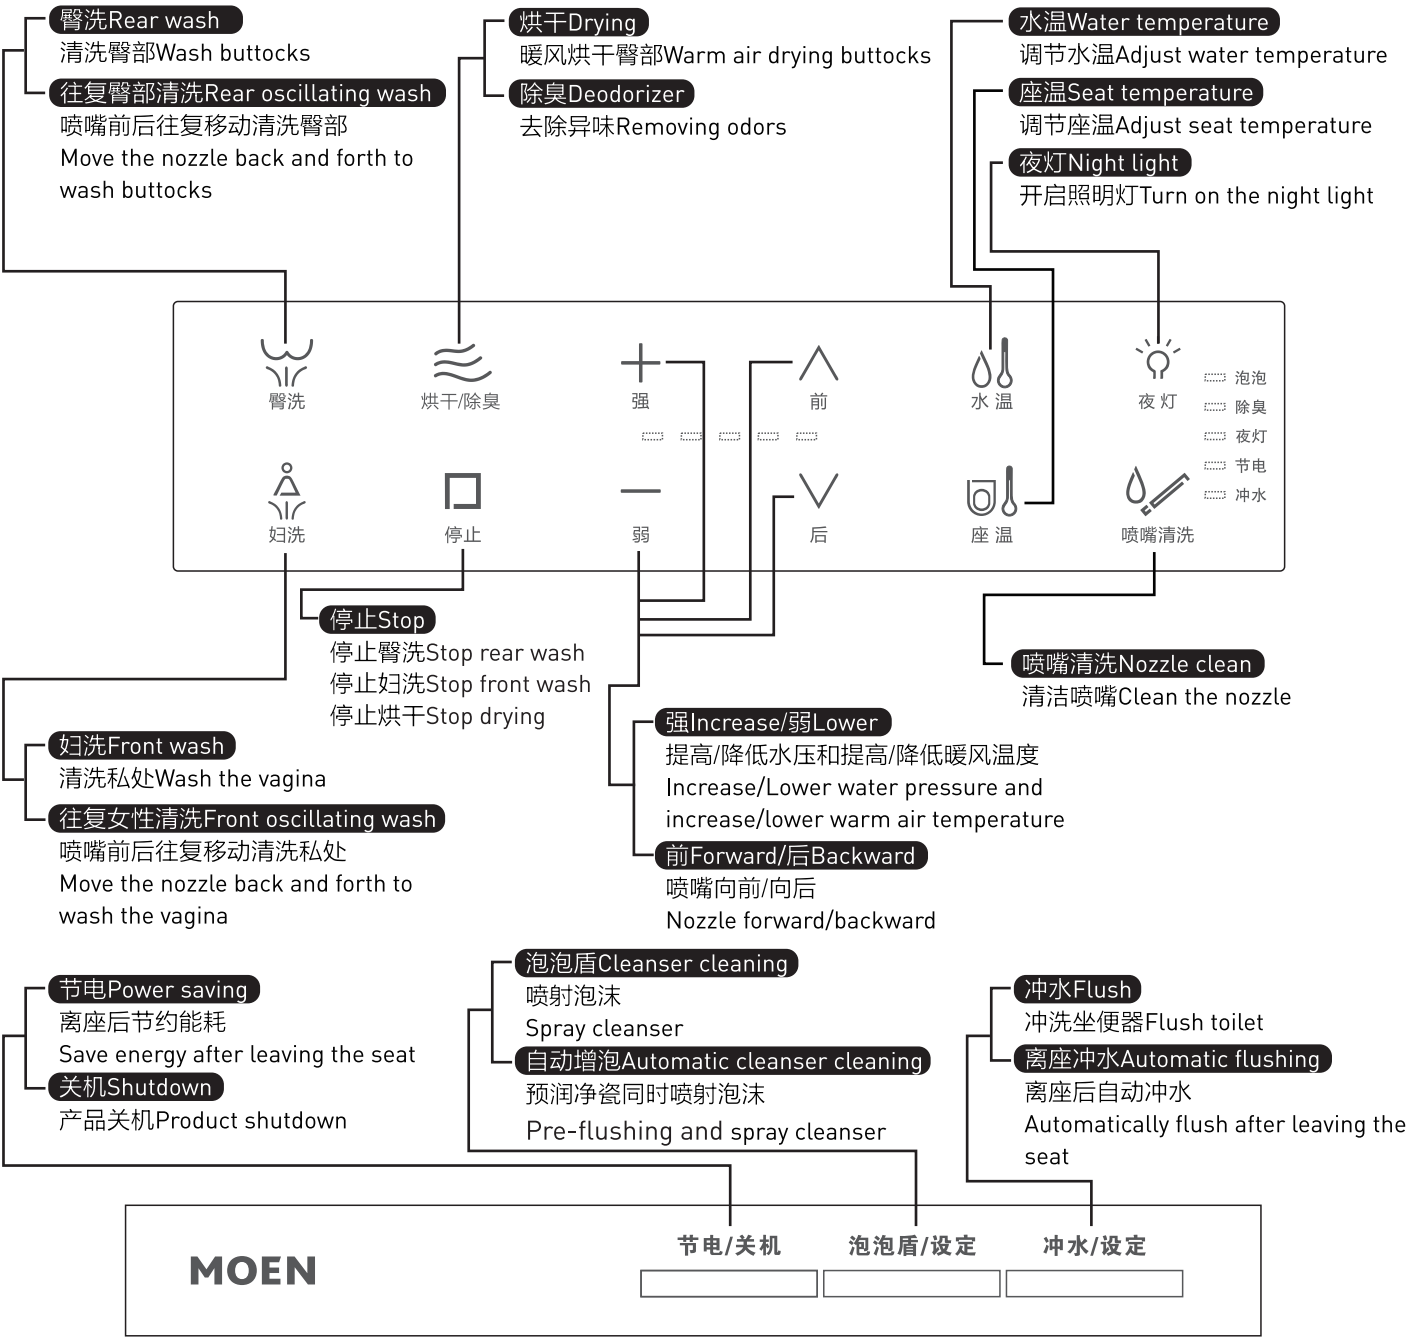 臀洗Rear wash
清洗臀部Wash buttocks
往复臀部清洗Rear oscillating wash
喷嘴前后往复移动清洗臀部
Move the nozzle back and forth to
wash buttocks
烘干Drying
暖风烘干臀部Warm air drying buttocks
除臭Deodorizer
去除异味Removing odors
水温Water temperature
调节水温Adjust water temperature
座温Seat temperature
调节座温Adjust seat temperature
夜灯Night light
开启照明灯Turn on the night light
臀洗
烘干/除臭
强
前
水 温
夜 灯
泡泡
除臭
夜灯
节电
冲水
妇洗
停止
弱
后
座 温
喷嘴清洗
停止Stop
停止臀洗Stop rear wash
停止妇洗Stop front wash
停止烘干Stop drying
喷嘴清洗Nozzle clean
清洁喷嘴Clean the nozzle
妇洗Front wash
清洗私处Wash the vagina
往复女性清洗Front oscillating wash
喷嘴前后往复移动清洗私处
Move the nozzle back and forth to
wash the vagina
强Increase/弱Lower
提高/降低水压和提高/降低暖风温度
Increase/Lower water pressure and
increase/lower warm air temperature
前Forward/后Backward
喷嘴向前/向后
Nozzle forward/backward
节电Power saving
离座后节约能耗
Save energy after leaving the seat
关机Shutdown
产品关机Product shutdown
泡泡盾Cleanser cleaning
喷射泡沫
Spray cleanser
自动增泡Automatic cleanser cleaning
预润净瓷同时喷射泡沫
Pre-flushing and spray cleanser
冲水Flush
冲洗坐便器Flush toilet
离座冲水Automatic flushing
离座后自动冲水
Automatically flush after leaving the
seat
MOEN
节电/关机
泡泡盾/设定
冲水/设定